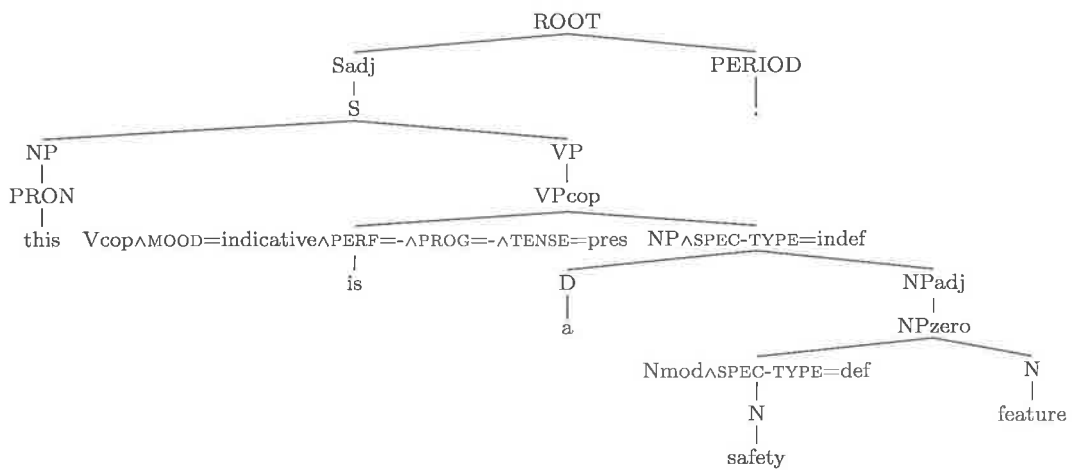 ROOT
Sadj PERIOD
S .
NP VP
PRON VPcop
this Vcop∧MOOD=indicative∧PERF=-∧PROG=-∧TENSE=pres NP∧SPEC-TYPE=indef
is D NPadj
a NPzero
Nmod∧SPEC-TYPE=def N
N feature
safety